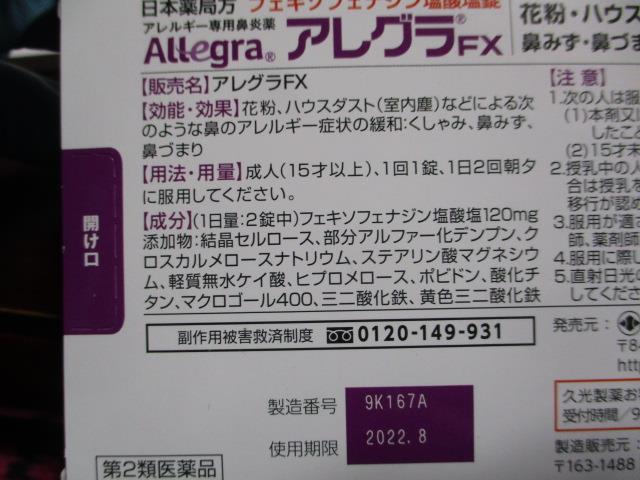 日本薬局方 フェキソフェナジン塩酸塩錠
アレルギー専用鼻炎薬
Allegra® アレグラ®FX
花粉・ハウス
鼻みず・鼻づま
【販売名】アレグラFX
【効能・効果】花粉、ハウスダスト(室内塵)などによる次
のような鼻のアレルギー症状の緩和:くしゃみ、鼻みず、
鼻づまり
【用法・用量】成人(15才以上)、1回1錠、1日2回朝夕
に服用してください。
【成分】(1日量:2錠中)フェキソフェナジン塩酸塩120mg
添加物:結晶セルロース、部分アルファー化デンプン、ク
ロスカルメロースナトリウム、ステアリン酸マグネシウ
ム、軽質無水ケイ酸、ヒプロメロース、ポビドン、酸化チ
タン、マクロゴール400、三二酸化鉄、黄色三二酸化鉄
副作用被害救済制度 0120-149-931
製造番号 9K167A
使用期限 2022.8
第2類医薬品
開け口
【注意】
1.次の人は服
(1)本剤又
したこ
(2)15才未
2.授乳中の人
合は授乳
移行が認め
3.服用が適
師、薬剤師
4.服用に際し
5.直射日光
してくださ
発売元:
〒84
htt
久光製薬お
受付時間/9
製造販売元:
〒163-1488